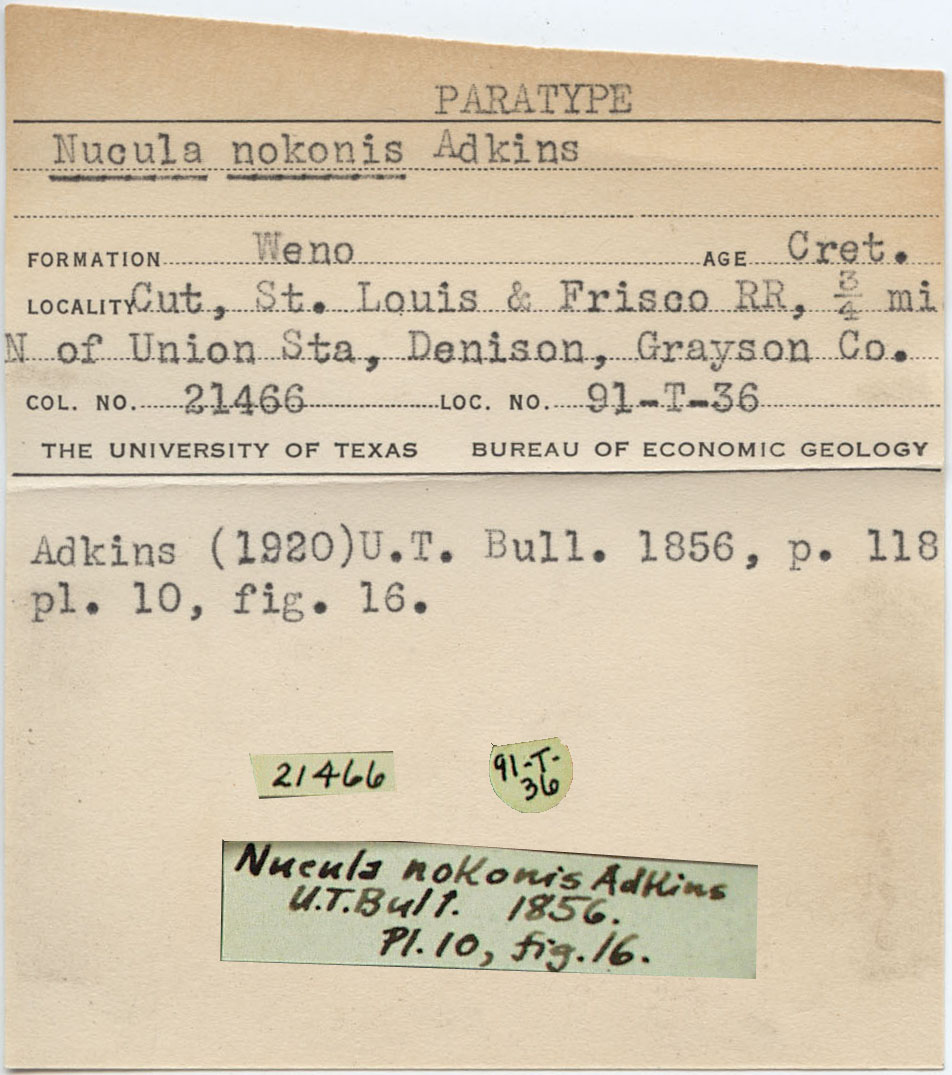 PARATYPE
Nucula nokonis Adkins
FORMATION Weno AGE Cret.
LOCALITY Cut, St. Louis & Frisco RR, 3/4 mi
N of Union Sta, Denison, Grayson Co.
COL. NO. 21466 LOC. NO. 91-T-36
THE UNIVERSITY OF TEXAS BUREAU OF ECONOMIC GEOLOGY
Adkins (1920)U.T. Bull. 1856, p. 118
pl. 10, fig. 16.
21466
91-T-
36
Nucula nokonis Adkins
U.T.Bull. 1856.
Pl.10, fig.16.